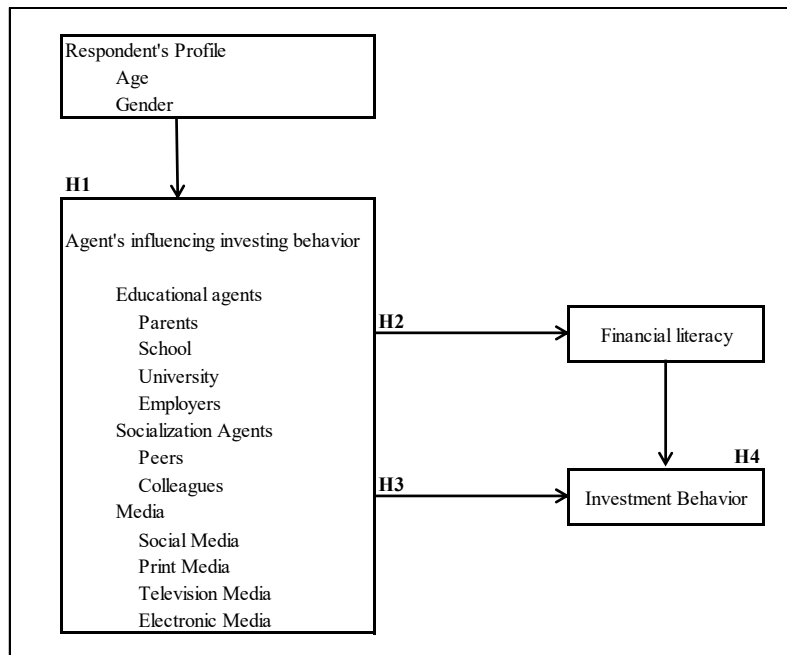 Respondent's Profile
Age
Gender
H1
Agent's influencing investing behavior
Educational agents
Parents
School
University
Employers
Socialization Agents
Peers
Colleagues
Media
Social Media
Print Media
Television Media
Electronic Media
H2
Financial literacy
H3
H4
Investment Behavior